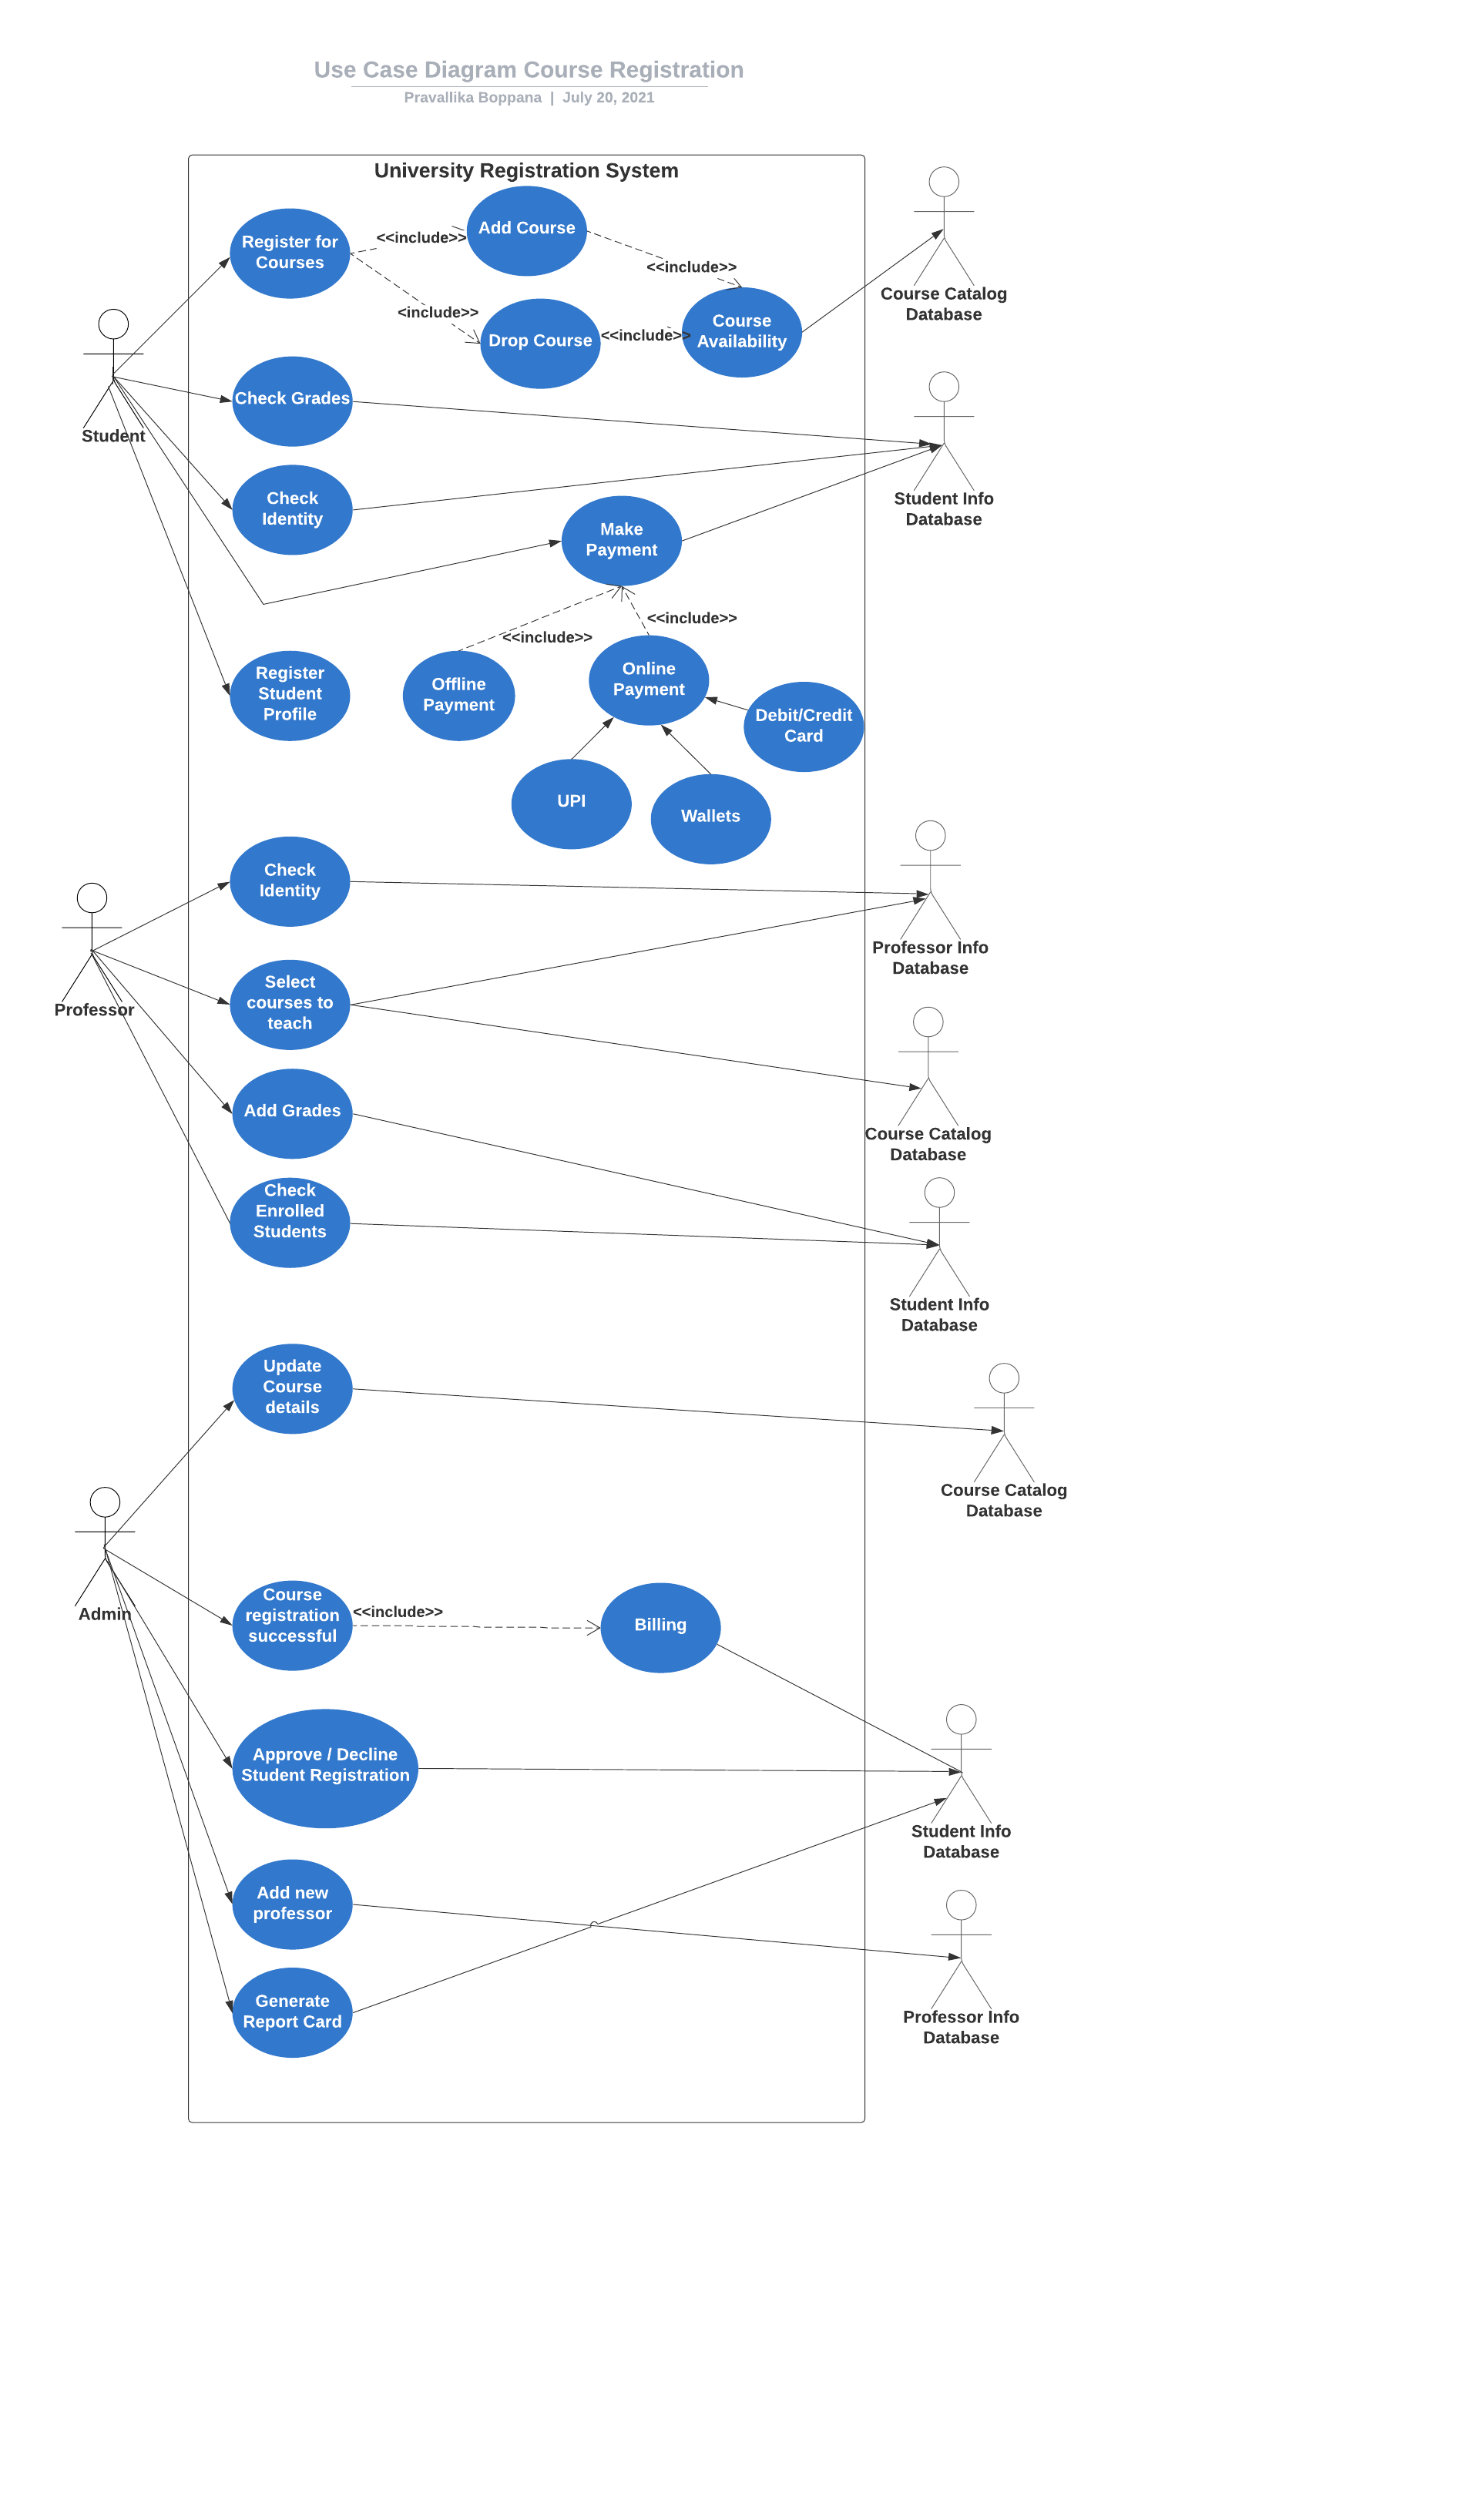 Use Case Diagram Course Registration
Pravallika Boppana | July 20, 2021
University Registration System
Register for
Courses
<<include>>
Add Course
<<include>>
<include>>
Drop Course
<<include>>
Course
Availability
Course Catalog
Database
Student
Check Grades
Check
Identity
Student Info
Database
Make
Payment
<<include>>
<<include>>
Register
Student
Profile
Offline
Payment
Online
Payment
Debit/Credit
Card
UPI
Wallets
Check
Identity
Professor Info
Database
Professor
Select
courses to
teach
Add Grades
Course Catalog
Database
Check
Enrolled
Students
Student Info
Database
Update
Course
details
Course Catalog
Database
Admin
Course
registration
successful
<<include>>
Billing
Approve / Decline
Student Registration
Student Info
Database
Add new
professor
Generate
Report Card
Professor Info
Database